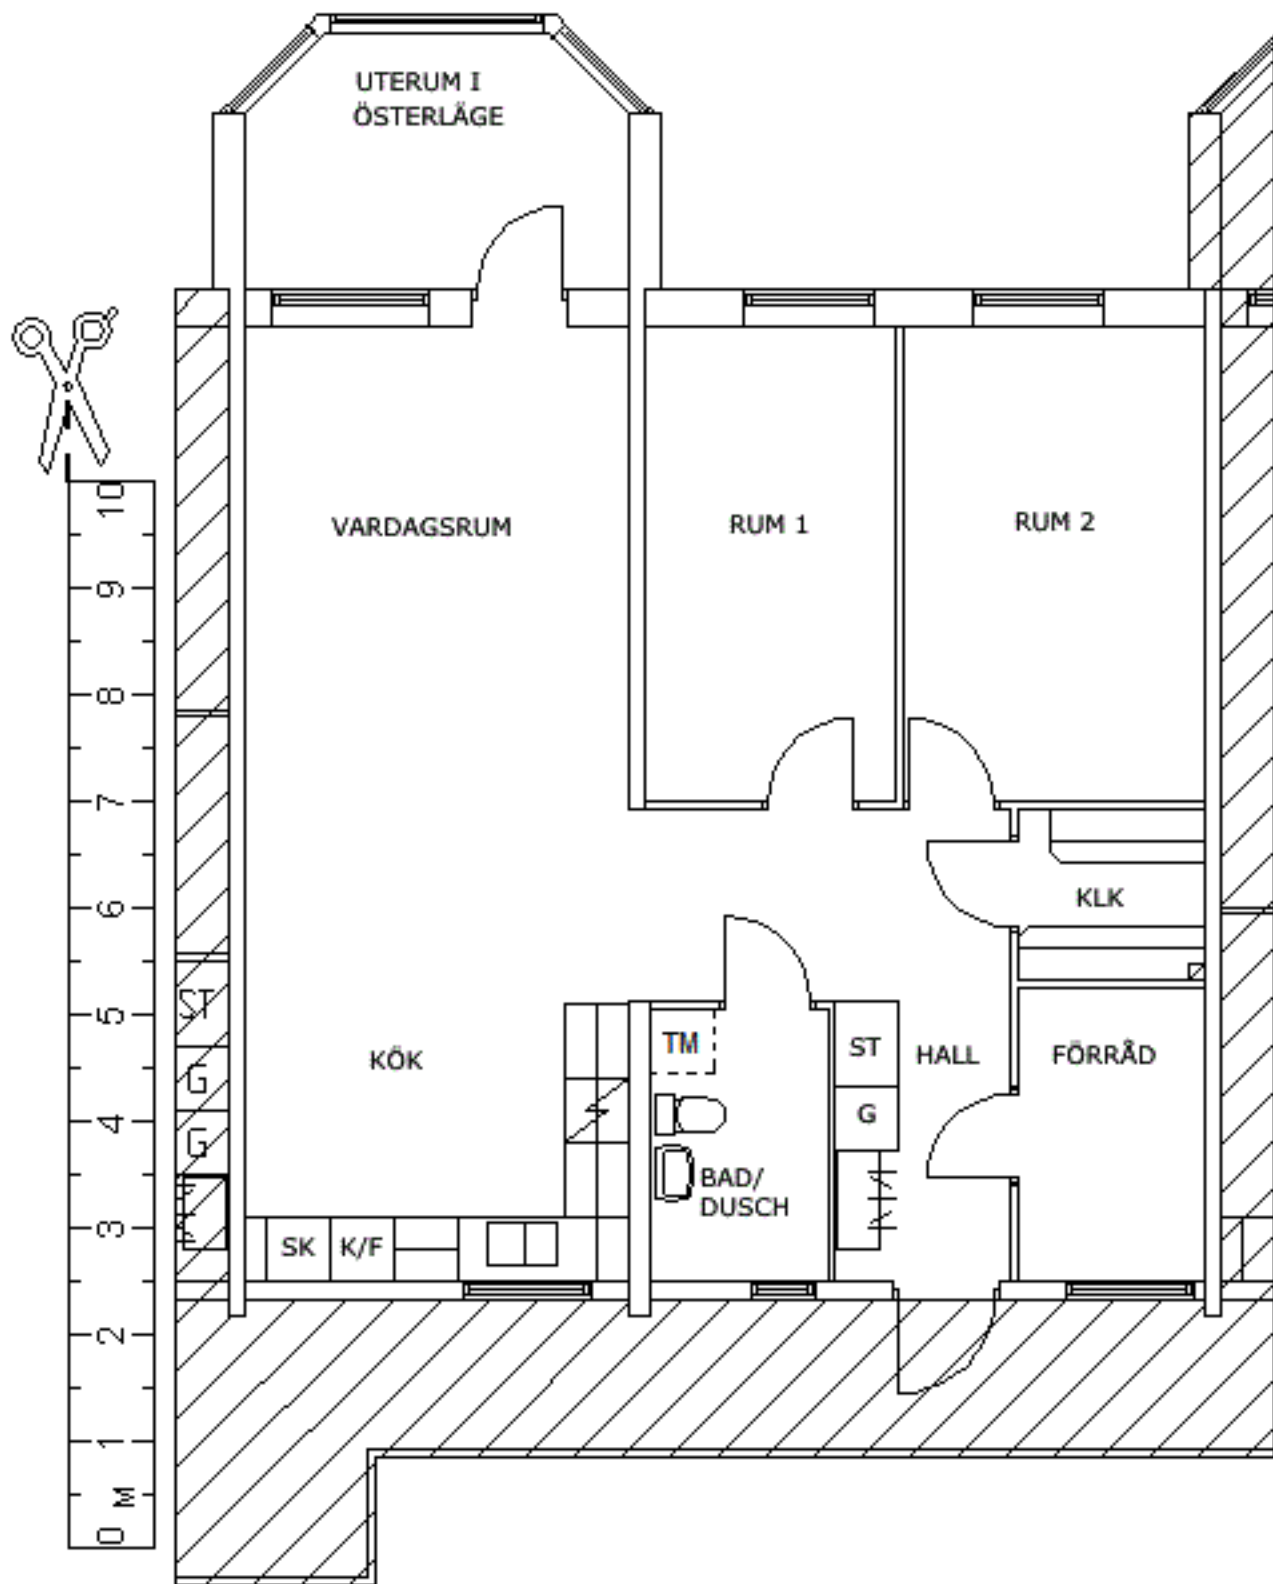 UTERUM I
ÖSTERLÄGE
VARDAGSRUM
RUM 1
RUM 2
KLK
KÖK
TM
ST
HALL
FÖRRÅD
G
BAD/
DUSCH
SK
K/F
ST
G
G
10
9
8
7
6
5
4
3
2
1
M
0